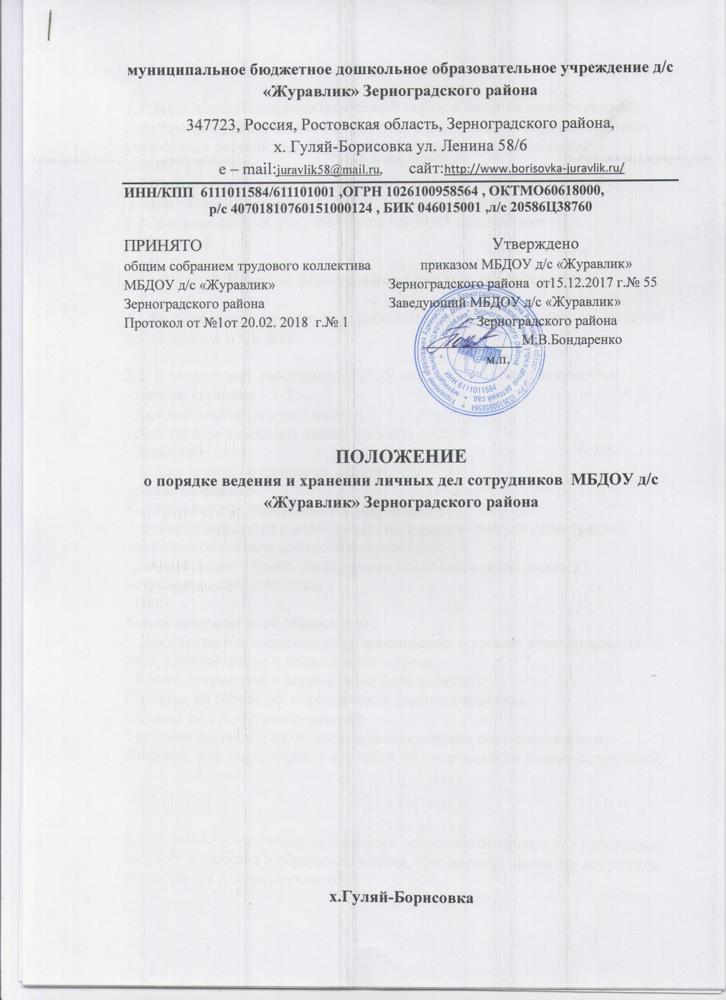 муниципальное бюджетное дошкольное образовательное учреждение д/с
«Журавлик» Зерноградского района
347723, Россия, Ростовская область, Зерноградского района,
х. Гуляй-Борисовка ул. Ленина 58/6
е – mail:juravlik58@mail.ru, сайт:http://www.borisovka-juravlik.ru/
ИНН/КПП 6111011584/611101001 ,ОГРН 1026100958564 , ОКТМО60618000,
р/с 40701810760151000124 , БИК 046015001 ,л/с 20586Ц38760
ПРИНЯТО
общим собранием трудового коллектива
МБДОУ д/с «Журавлик»
Зерноградского района
Протокол от №1от 20.02. 2018 г.№ 1
Утверждено
приказом МБДОУ д/с «Журавлик»
Зерноградского района от15.12.2017 г.№ 55
Заведующий МБДОУ д/с «Журавлик»
Зерноградского района
М.В.Бондаренко
м.п.
Управление образования Администрации Зерноградского района Ростовской области ОГРН 1026100958564
муниципальное бюджетное дошкольное образовательное учреждение детский сад
"Журавлик" Зерноградского района
ИНН 6111011584
ПОЛОЖЕНИЕ
о порядке ведения и хранении личных дел сотрудников МБДОУ д/с
«Журавлик» Зерноградского района
х.Гуляй-Борисовка